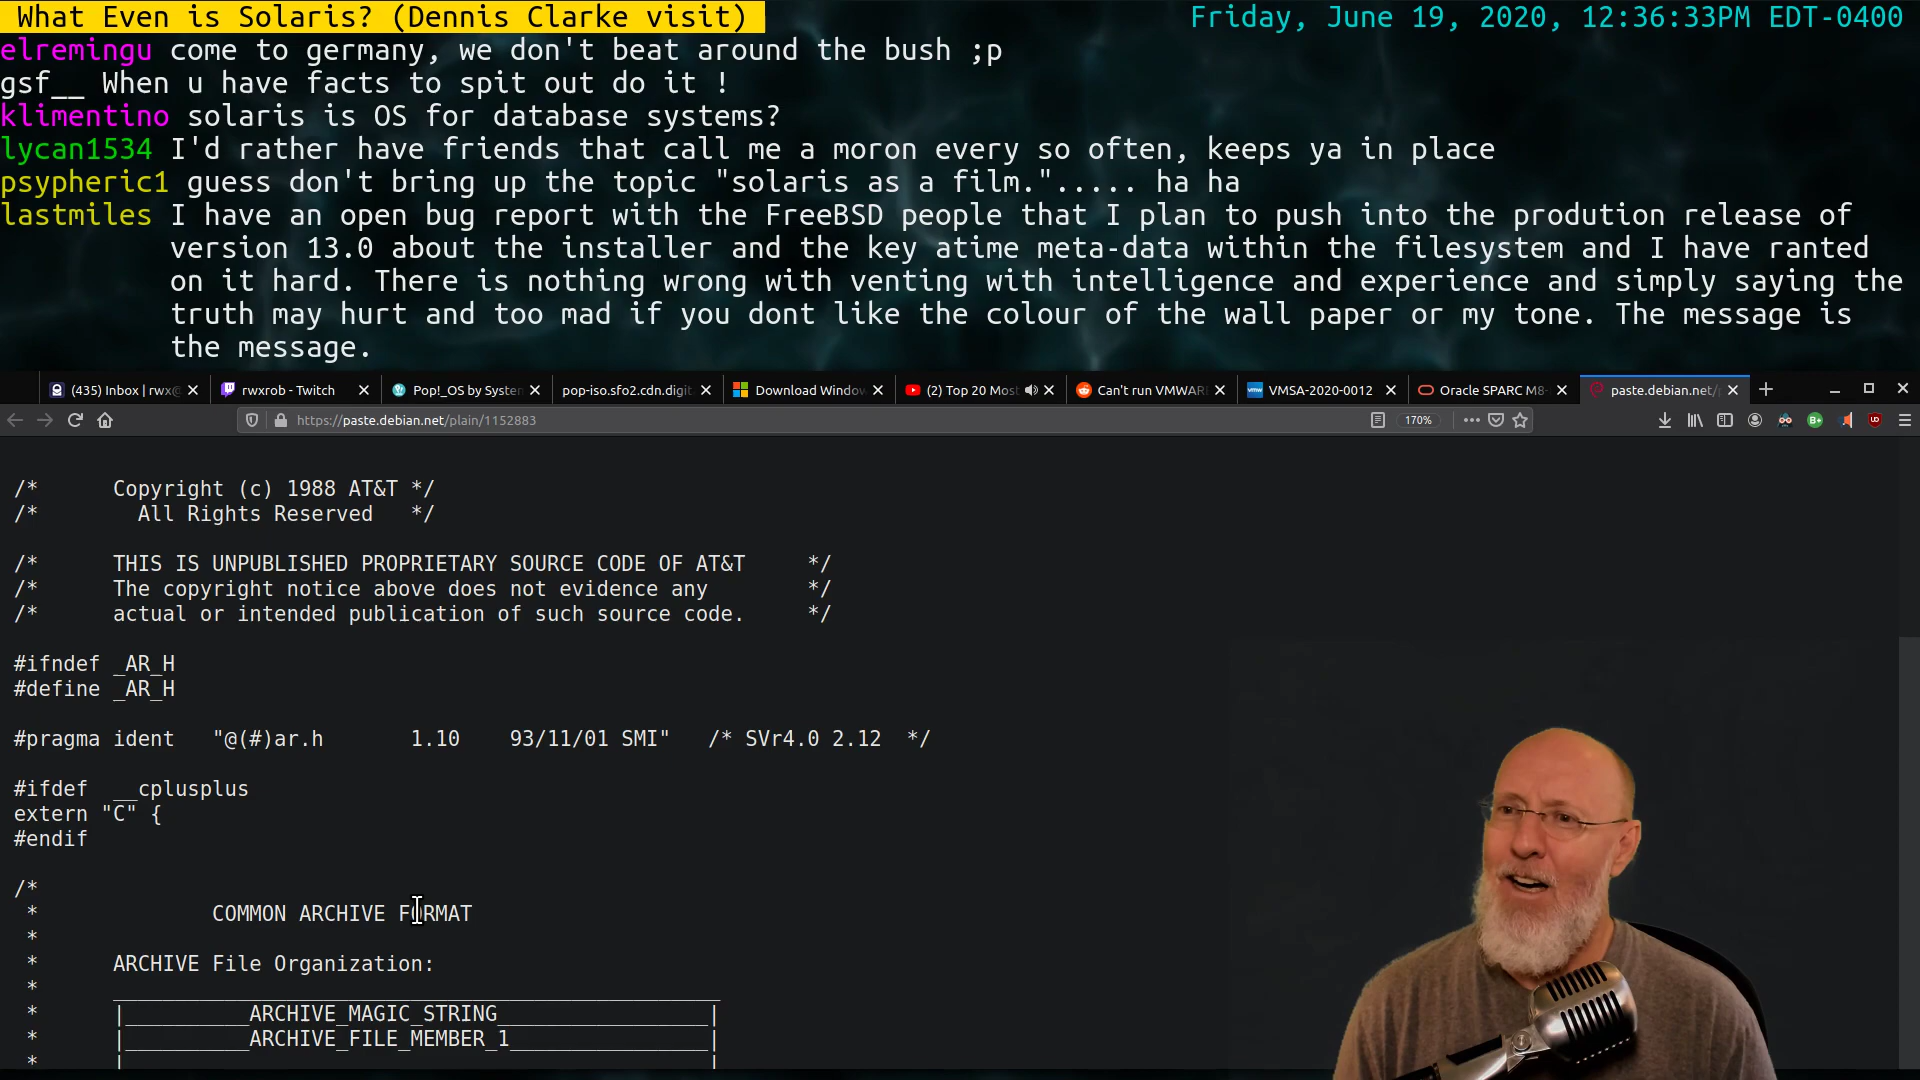 What Even is Solaris? (Dennis Clarke visit) Friday, June 19, 2020, 12:36:33PM EDT-0400
elremingu come to germany, we don't beat around the bush ;p
gsf__ When u have facts to spit out do it !
klimentino solaris is OS for database systems?
lycan1534 I'd rather have friends that call me a moron every so often, keeps ya in place
psypheric1 guess don't bring up the topic "solaris as a film."..... ha ha
lastmiles I have an open bug report with the FreeBSD people that I plan to push into the prodution release of
version 13.0 about the installer and the key atime meta-data within the filesystem and I have ranted
on it hard. There is nothing wrong with venting with intelligence and experience and simply saying the
truth may hurt and too mad if you dont like the colour of the wall paper or my tone. The message is
the message.
(435) Inbox | rwx@ rwxrob - Twitch Pop!_OS by System pop-iso.sfo2.cdn.digit Download Windo (2) Top 20 Most Can't run VMWAR VMSA-2020-0012 Oracle SPARC M8- paste.debian.net/
https://paste.debian.net/plain/1152883 170%
/* Copyright (c) 1988 AT&T */
/* All Rights Reserved */
/* THIS IS UNPUBLISHED PROPRIETARY SOURCE CODE OF AT&T */
/* The copyright notice above does not evidence any */
/* actual or intended publication of such source code. */
#ifndef _AR_H
#define _AR_H
#pragma ident "@(#)ar.h 1.10 93/11/01 SMI" /* SVr4.0 2.12 */
#ifdef __cplusplus
extern "C" {
#endif
/*
* COMMON ARCHIVE FORMAT
*
* ARCHIVE File Organization:
* _________________________________________________
* |__________ARCHIVE_MAGIC_STRING_________________|
* |__________ARCHIVE_FILE_MEMBER_1________________|
* | |